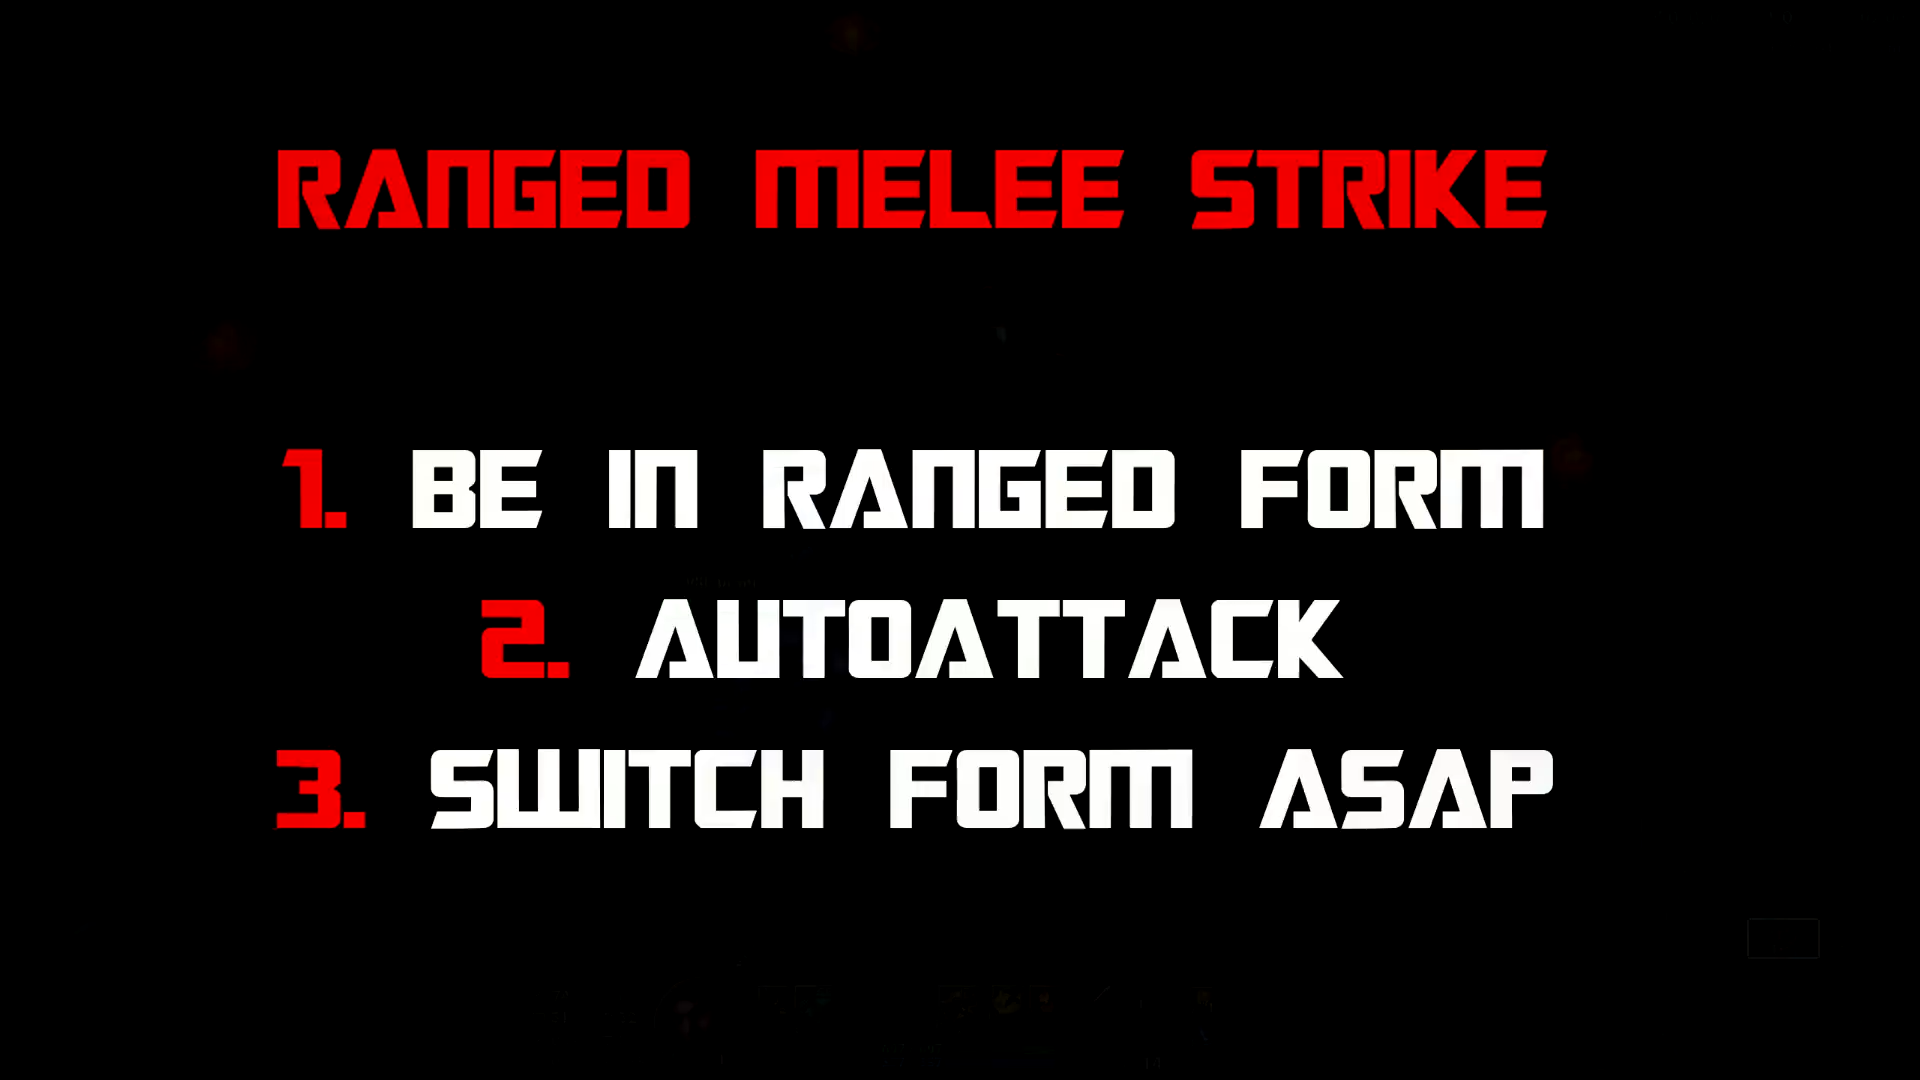 RANGED MELEE STRIKE
1. BE IN RANGED FORM
2. AUTOATTACK
3. SWITCH FORM ASAP